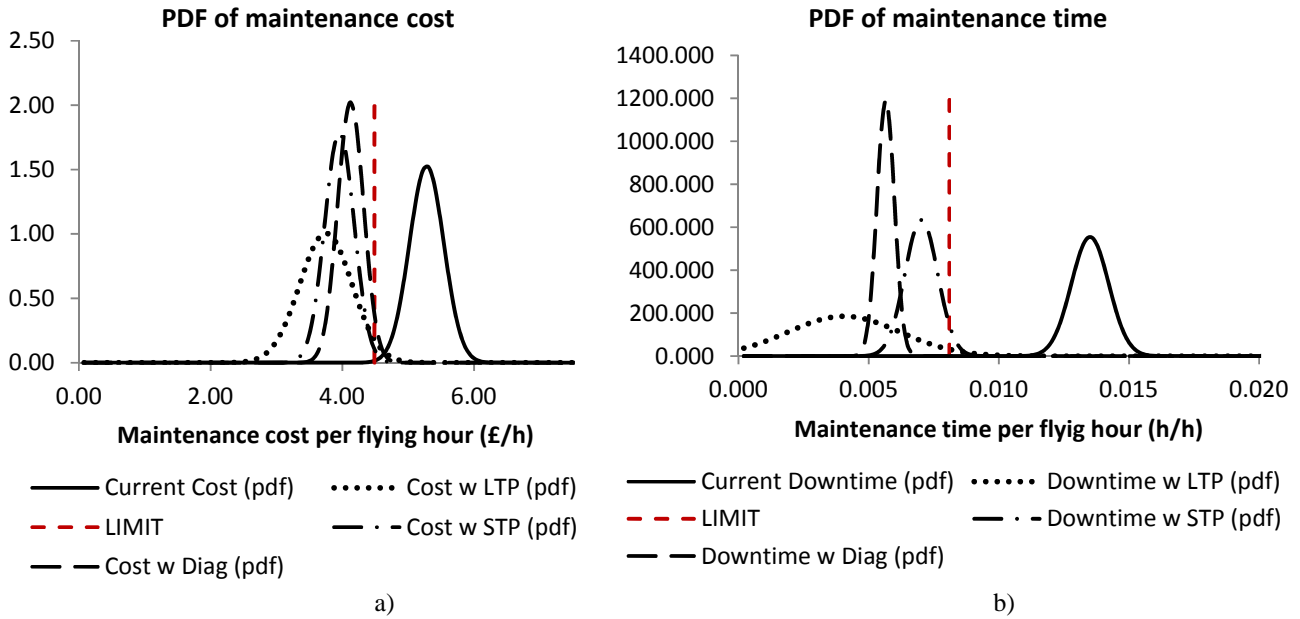 PDF of maintenance cost
2.50
2.00
1.50
1.00
0.50
0.00
0.00 2.00 4.00 6.00
Maintenance cost per flying hour (£/h)
Current Cost (pdf) Cost w LTP (pdf)
LIMIT Cost w STP (pdf)
Cost w Diag (pdf)
a)
PDF of maintenance time
1400.000
1200.000
1000.000
800.000
600.000
400.000
200.000
0.000
0.000 0.005 0.010 0.015 0.020
Maintenance time per flyig hour (h/h)
Current Downtime (pdf) Downtime w LTP (pdf)
LIMIT Downtime w STP (pdf)
Downtime w Diag (pdf)
b)